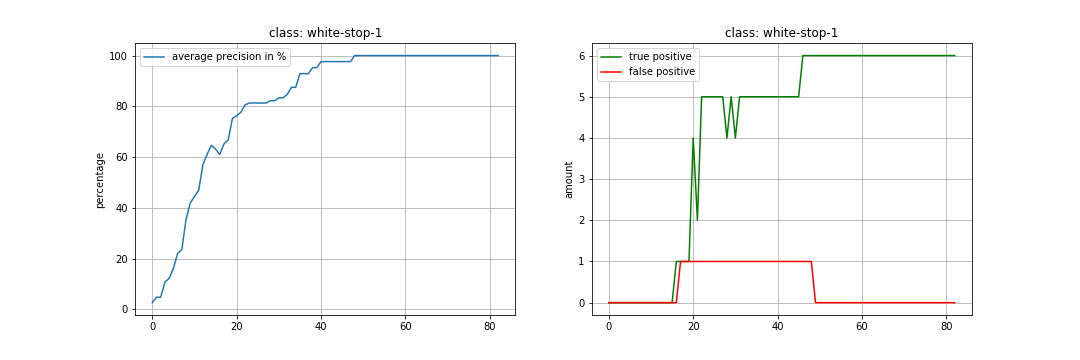 class: white-stop-1
average precision in %
percentage
100
80
60
40
20
0
0 20 40 60 80
class: white-stop-1
true positive
false positive
amount
6
5
4
3
2
1
0
0 20 40 60 80